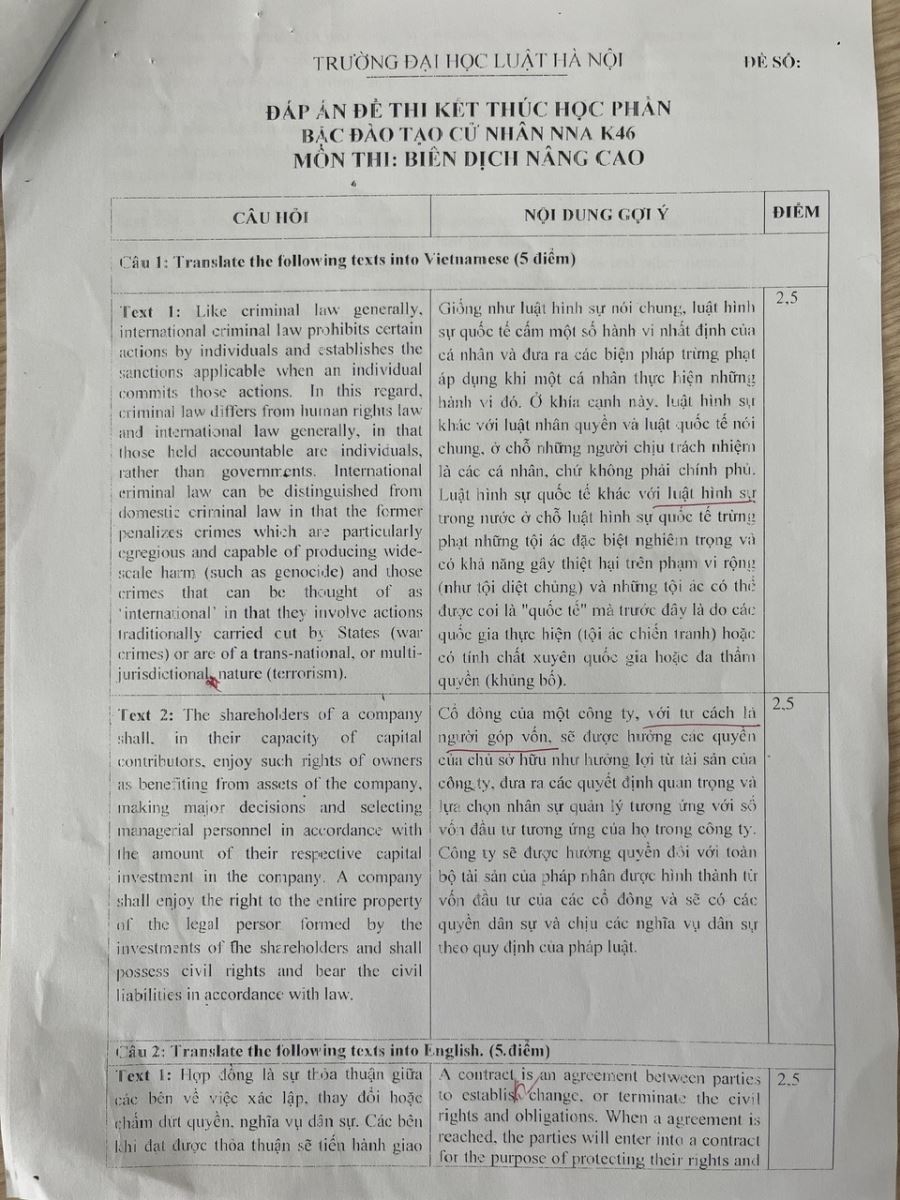 TRƯỜNG ĐẠI HỌC LUẬT HÀ NỘI
ĐỀ SỐ:
ĐÁP ÁN ĐỀ THI KẾT THÚC HỌC PHẦN
BẬC ĐÀO TẠO CỬ NHÂN NNA K46
MÔN THI: BIÊN DỊCH NÂNG CAO
CÂU HỎI
NỘI DUNG GỢI Ý
ĐIỂM
Câu 1: Translate the following texts into Vietnamese (5 điểm)
Text 1: Like criminal law generally,
international criminal law prohibits certain
actions by individuals and establishes the
sanctions applicable when an individual
commits those actions. In this regard,
criminal law differs from human rights law
and international law generally, in that
those held accountable are individuals,
rather than governments. International
criminal law can be distinguished from
domestic criminal law in that the former
penalizes crimes which are particularly
egregious and capable of producing wide-
scale harm (such as genocide) and those
crimes that can be thought of as
‘international’ in that they involve actions
traditionally carried out by States (war
crimes) or are of a trans-national, or multi-
jurisdictional, nature (terrorism).
Giống như luật hình sự nói chung, luật hình
sự quốc tế cấm một số hành vi nhất định của
cá nhân và đưa ra các biện pháp trừng phạt
áp dụng khi một cá nhân thực hiện những
hành vi đó. Ở khía cạnh này, luật hình sự
khác với luật nhân quyền và luật quốc tế nói
chung, ở chỗ những người chịu trách nhiệm
là các cá nhân, chứ không phải chính phủ.
Luật hình sự quốc tế khác với luật hình sự
trong nước ở chỗ luật hình sự quốc tế trừng
phạt những tội ác đặc biệt nghiêm trọng và
có khả năng gây thiệt hại trên phạm vi rộng
(như tội diệt chủng) và những tội ác có thể
được coi là "quốc tế" mà trước đây là do các
quốc gia thực hiện (tội ác chiến tranh) hoặc
có tính chất xuyên quốc gia hoặc đa thẩm
quyền (khủng bố).
2,5
Text 2: The shareholders of a company
shall, in their capacity of capital
contributors, enjoy such rights of owners
as benefiting from assets of the company,
making major decisions and selecting
managerial personnel in accordance with
the amount of their respective capital
investment in the company. A company
shall enjoy the right to the entire property
of the legal person formed by the
investments of the shareholders and shall
possess civil rights and bear the civil
liabilities in accordance with law.
Cổ đông của một công ty, với tư cách là
người góp vốn, sẽ được hưởng các quyền
của chủ sở hữu như hưởng lợi từ tài sản của
công ty, đưa ra các quyết định quan trọng và
lựa chọn nhân sự quản lý tương ứng với số
vốn đầu tư tương ứng của họ trong công ty.
Công ty sẽ được hưởng quyền đối với toàn
bộ tài sản của pháp nhân được hình thành từ
vốn đầu tư của các cổ đông và sẽ có các
quyền dân sự và chịu các nghĩa vụ dân sự
theo quy định của pháp luật.
2,5
Câu 2: Translate the following texts into English. (5.điểm)
Text 1: Hợp đồng là sự thỏa thuận giữa
các bên về việc xác lập, thay đổi hoặc
chấm dứt quyền, nghĩa vụ dân sự. Các bên
khi đạt được thỏa thuận sẽ tiến hành giao
A contract is an agreement between parties
to establish change, or terminate the civil
rights and obligations. When a agreement is
reached, the parties will enter into a contract
for the purpose of protecting their rights and
2,5